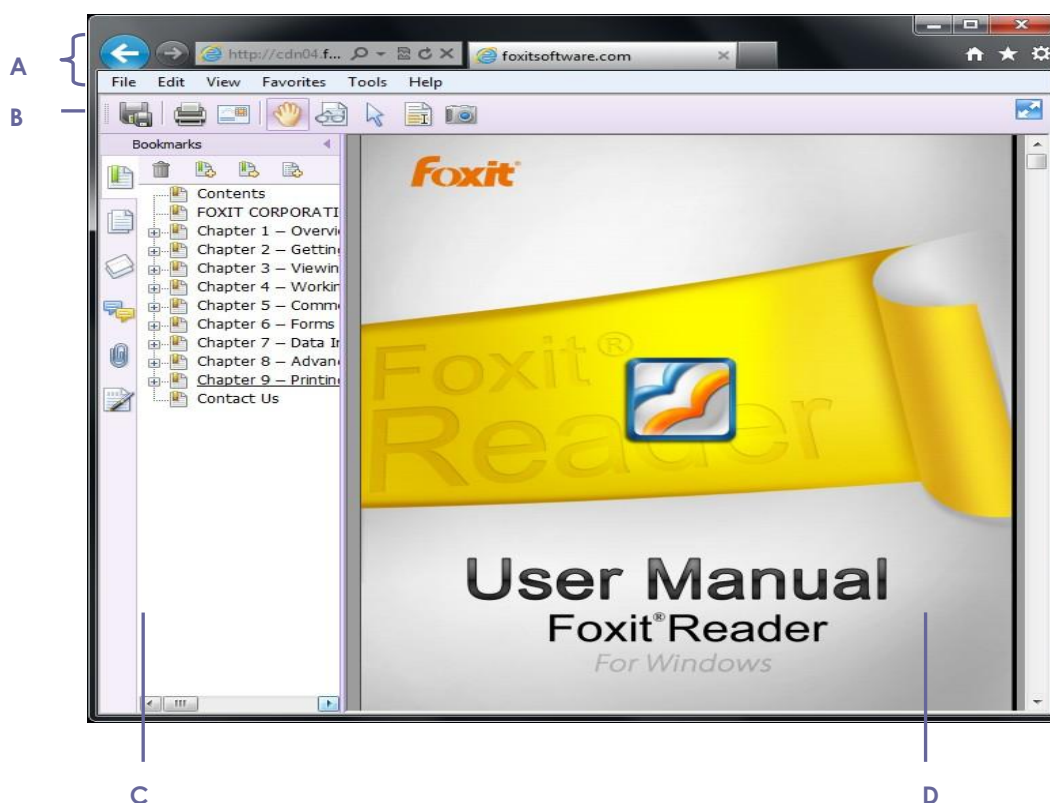 A
http://cdn04.f...
foxitsoftware.com
File Edit View Favorites Tools Help
B
Bookmarks
Contents
FOXIT CORPORATI
Chapter 1 – Overvi
Chapter 2 – Gettin
Chapter 3 – Viewin
Chapter 4 – Workin
Chapter 5 – Comme
Chapter 6 – Forms
Chapter 7 – Data In
Chapter 8 – Advan
Chapter 9 – Printin
Contact Us
foxit®
Foxit®
Reader
User Manual
Foxit® Reader
For Windows
C
D